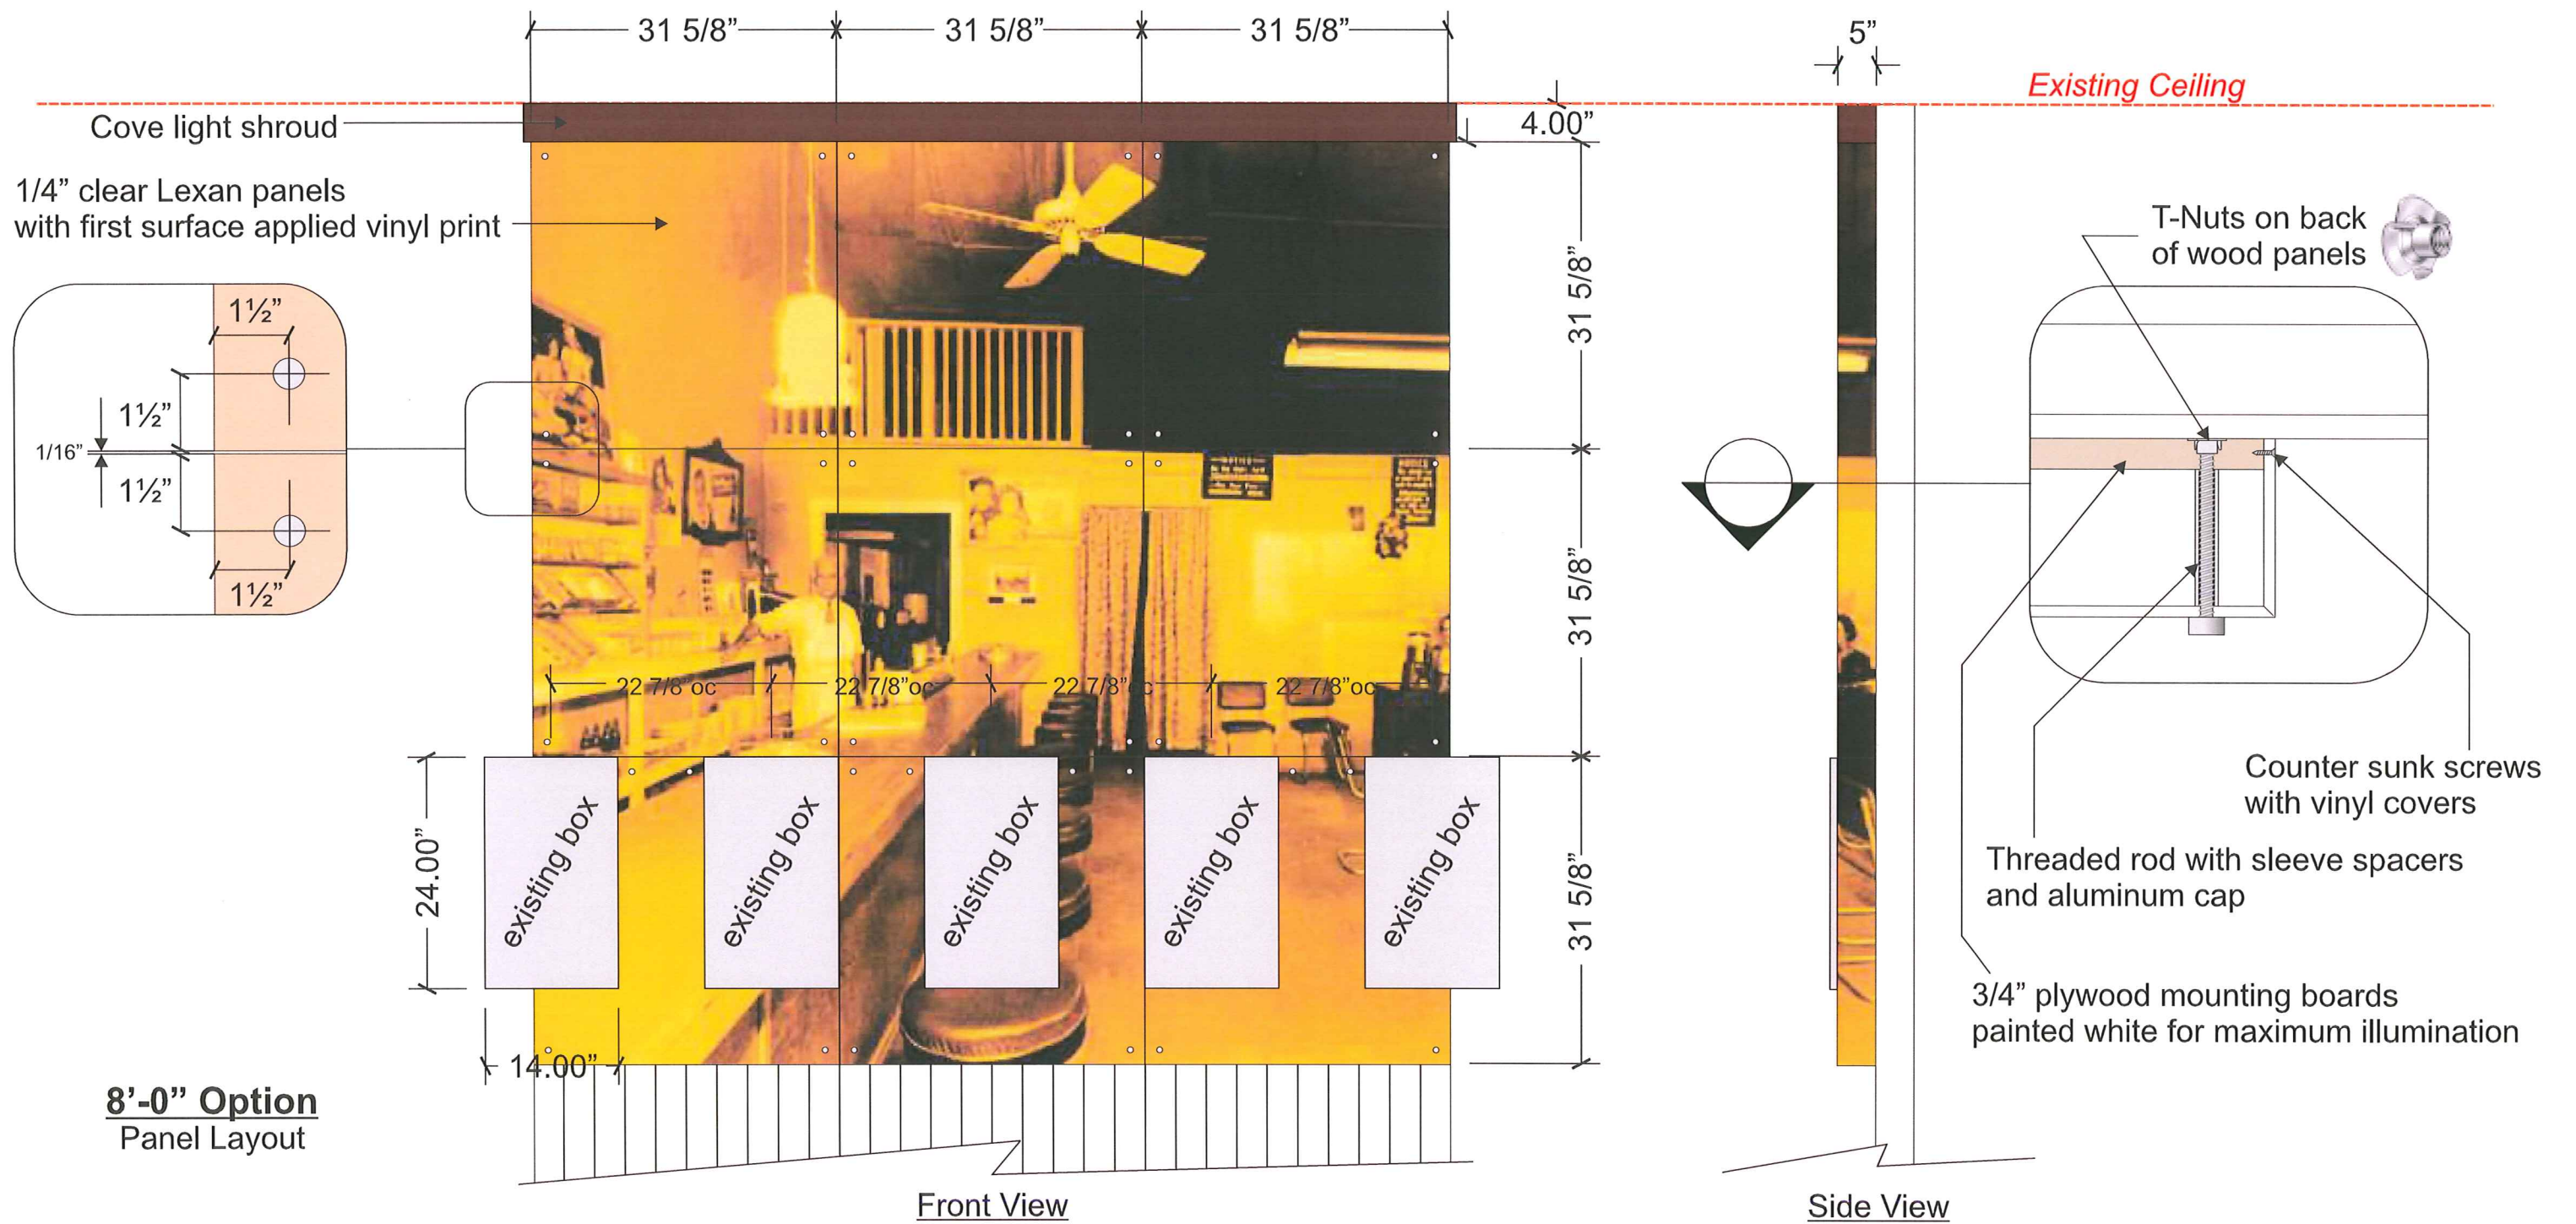 31 5/8”
31 5/8”
31 5/8”
5”
Existing Ceiling
Cove light shroud
4.00”
1/4” clear Lexan panels
with first surface applied vinyl print
T-Nuts on back
of wood panels
1½”
1½”
1/16”
1½”
1½”
31 5/8”
31 5/8”
31 5/8”
22 7/8”oc
22 7/8”oc
22 7/8”oc
22 7/8”oc
24.00”
existing box
existing box
existing box
existing box
existing box
14.00”
Counter sunk screws
with vinyl covers
Threaded rod with sleeve spacers
and aluminum cap
3/4” plywood mounting boards
painted white for maximum illumination
8’-0” Option
Panel Layout
Front View
Side View